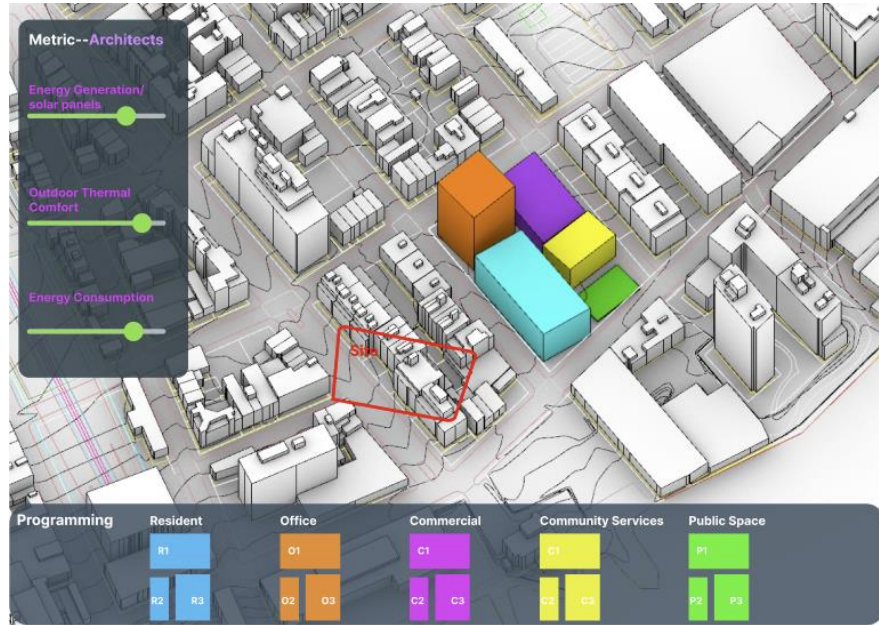 Metric--Architects
Energy Generation/
solar panels
Outdoor Thermal
Comfort
Energy Consumption
Site
Programming
Resident
Office
Commercial
Community Services
Public Space
R1
O1
C1
C1
P1
R2
R3
O2
O3
C2
C3
C2
C3
P2
P3